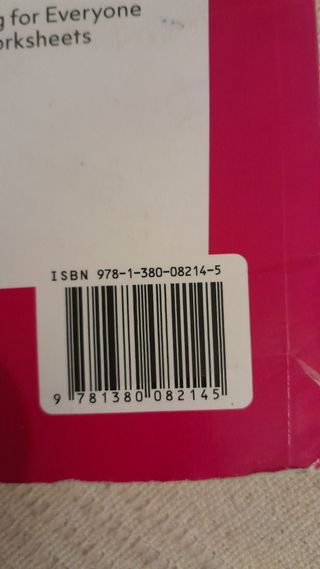 g for Everyone
orksheets
ISBN 978-1-380-08214-5
9 781380 082145